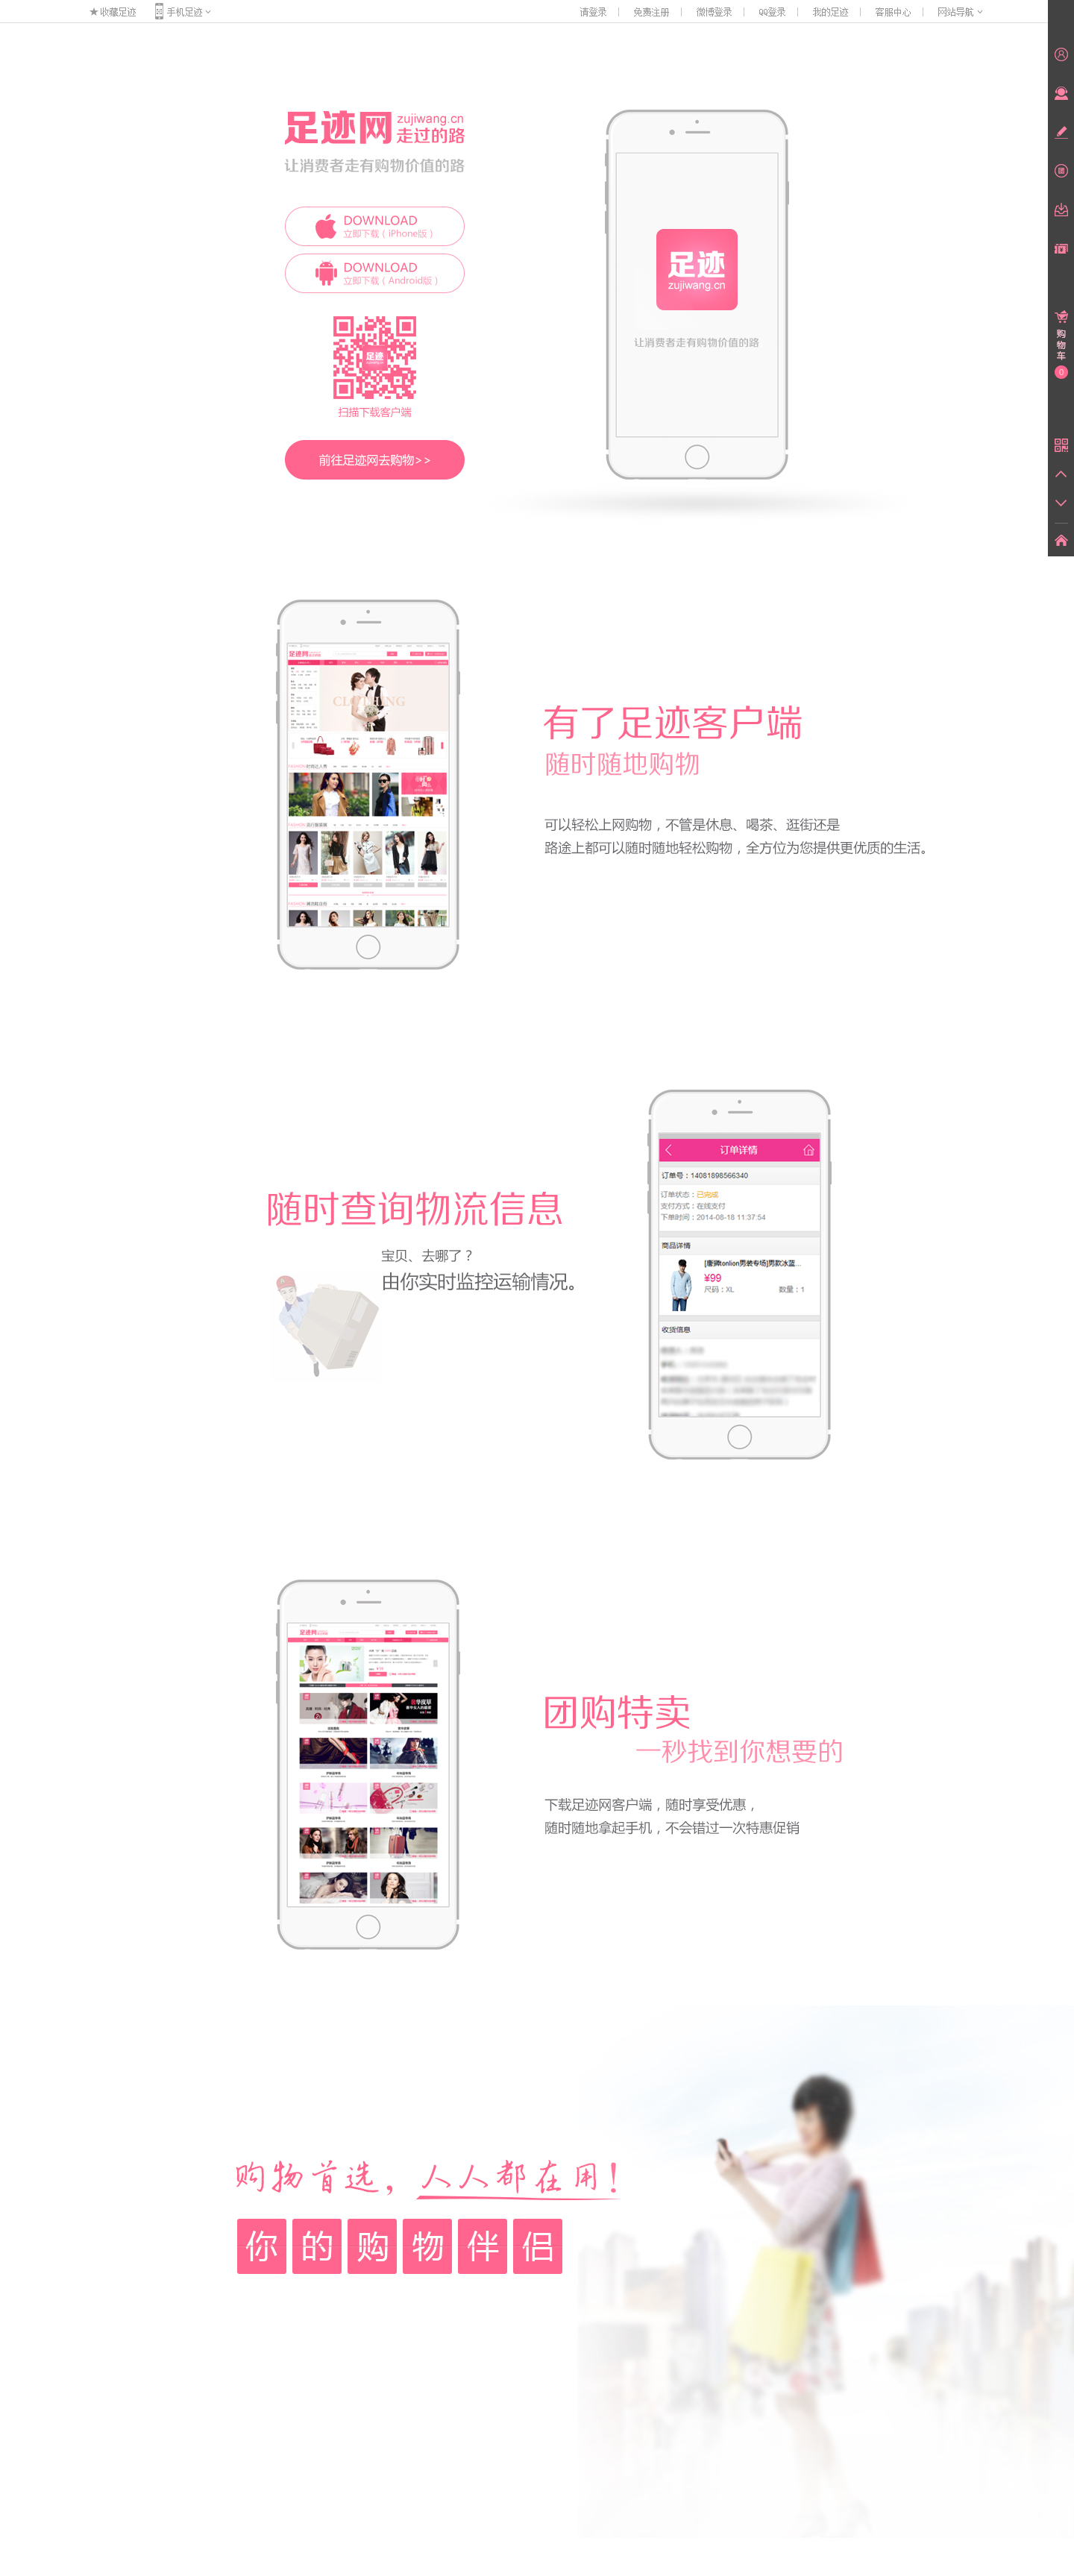 收藏足迹 手机足迹 请登录 免费注册 微博登录 QQ登录 我的足迹 客服中心 网站导航
足迹网 zujiwang.cn
走过的路
让消费者走有购物价值的路
DOWNLOAD
立即下载（iPhone版）
DOWNLOAD
立即下载（Android版）
足迹
扫描下载客户端
前往足迹网去购物>>
足迹
zujiwang.cn
让消费者走有购物价值的路
购物车
0
足迹网
CLOTHING
有了足迹客户端
随时随地购物
可以轻松上网购物，不管是休息、喝茶、逛街还是
路途上都可以随时随地轻松购物，全方位为您提供更优质的生活。
随时查询物流信息
宝贝、去哪了？
由你实时监控运输情况。
订单详情
订单号：14081898566340
订单状态：已完成
支付方式：在线支付
下单时间：2014-08-18 11:37:54
商品详情
[唐狮tonlion男装专场]男款冰蓝...
¥99
尺码：XL 数量：1
收货信息
足迹网
团购特卖
一秒找到你想要的
下载足迹网客户端，随时享受优惠，
随时随地拿起手机，不会错过一次特惠促销
购物首选，人人都在用！
你的购物伴侣